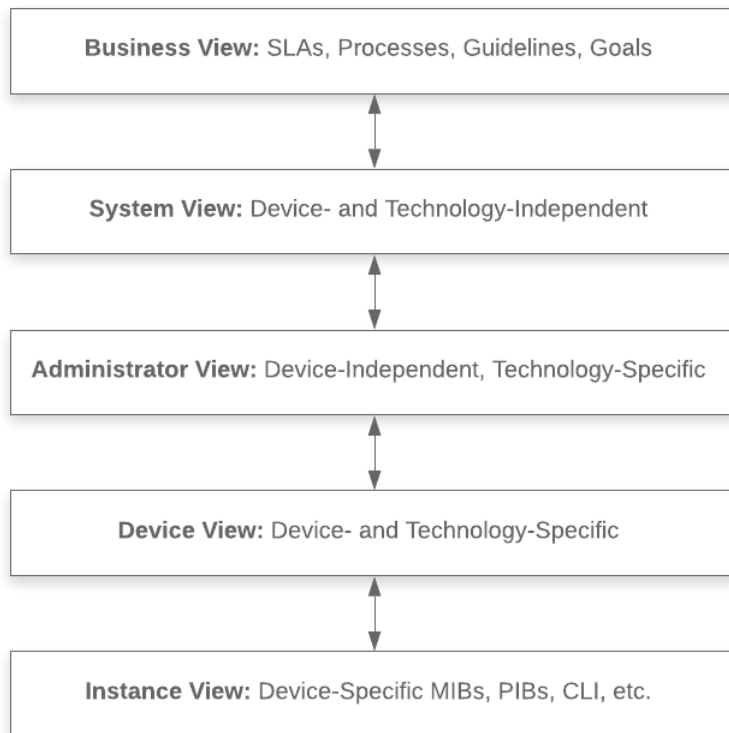 Business View: SLAs, Processes, Guidelines, Goals
System View: Device- and Technology-Independent
Administrator View: Device-Independent, Technology-Specific
Device View: Device- and Technology-Specific
Instance View: Device-Specific MIBs, PIBs, CLI, etc.